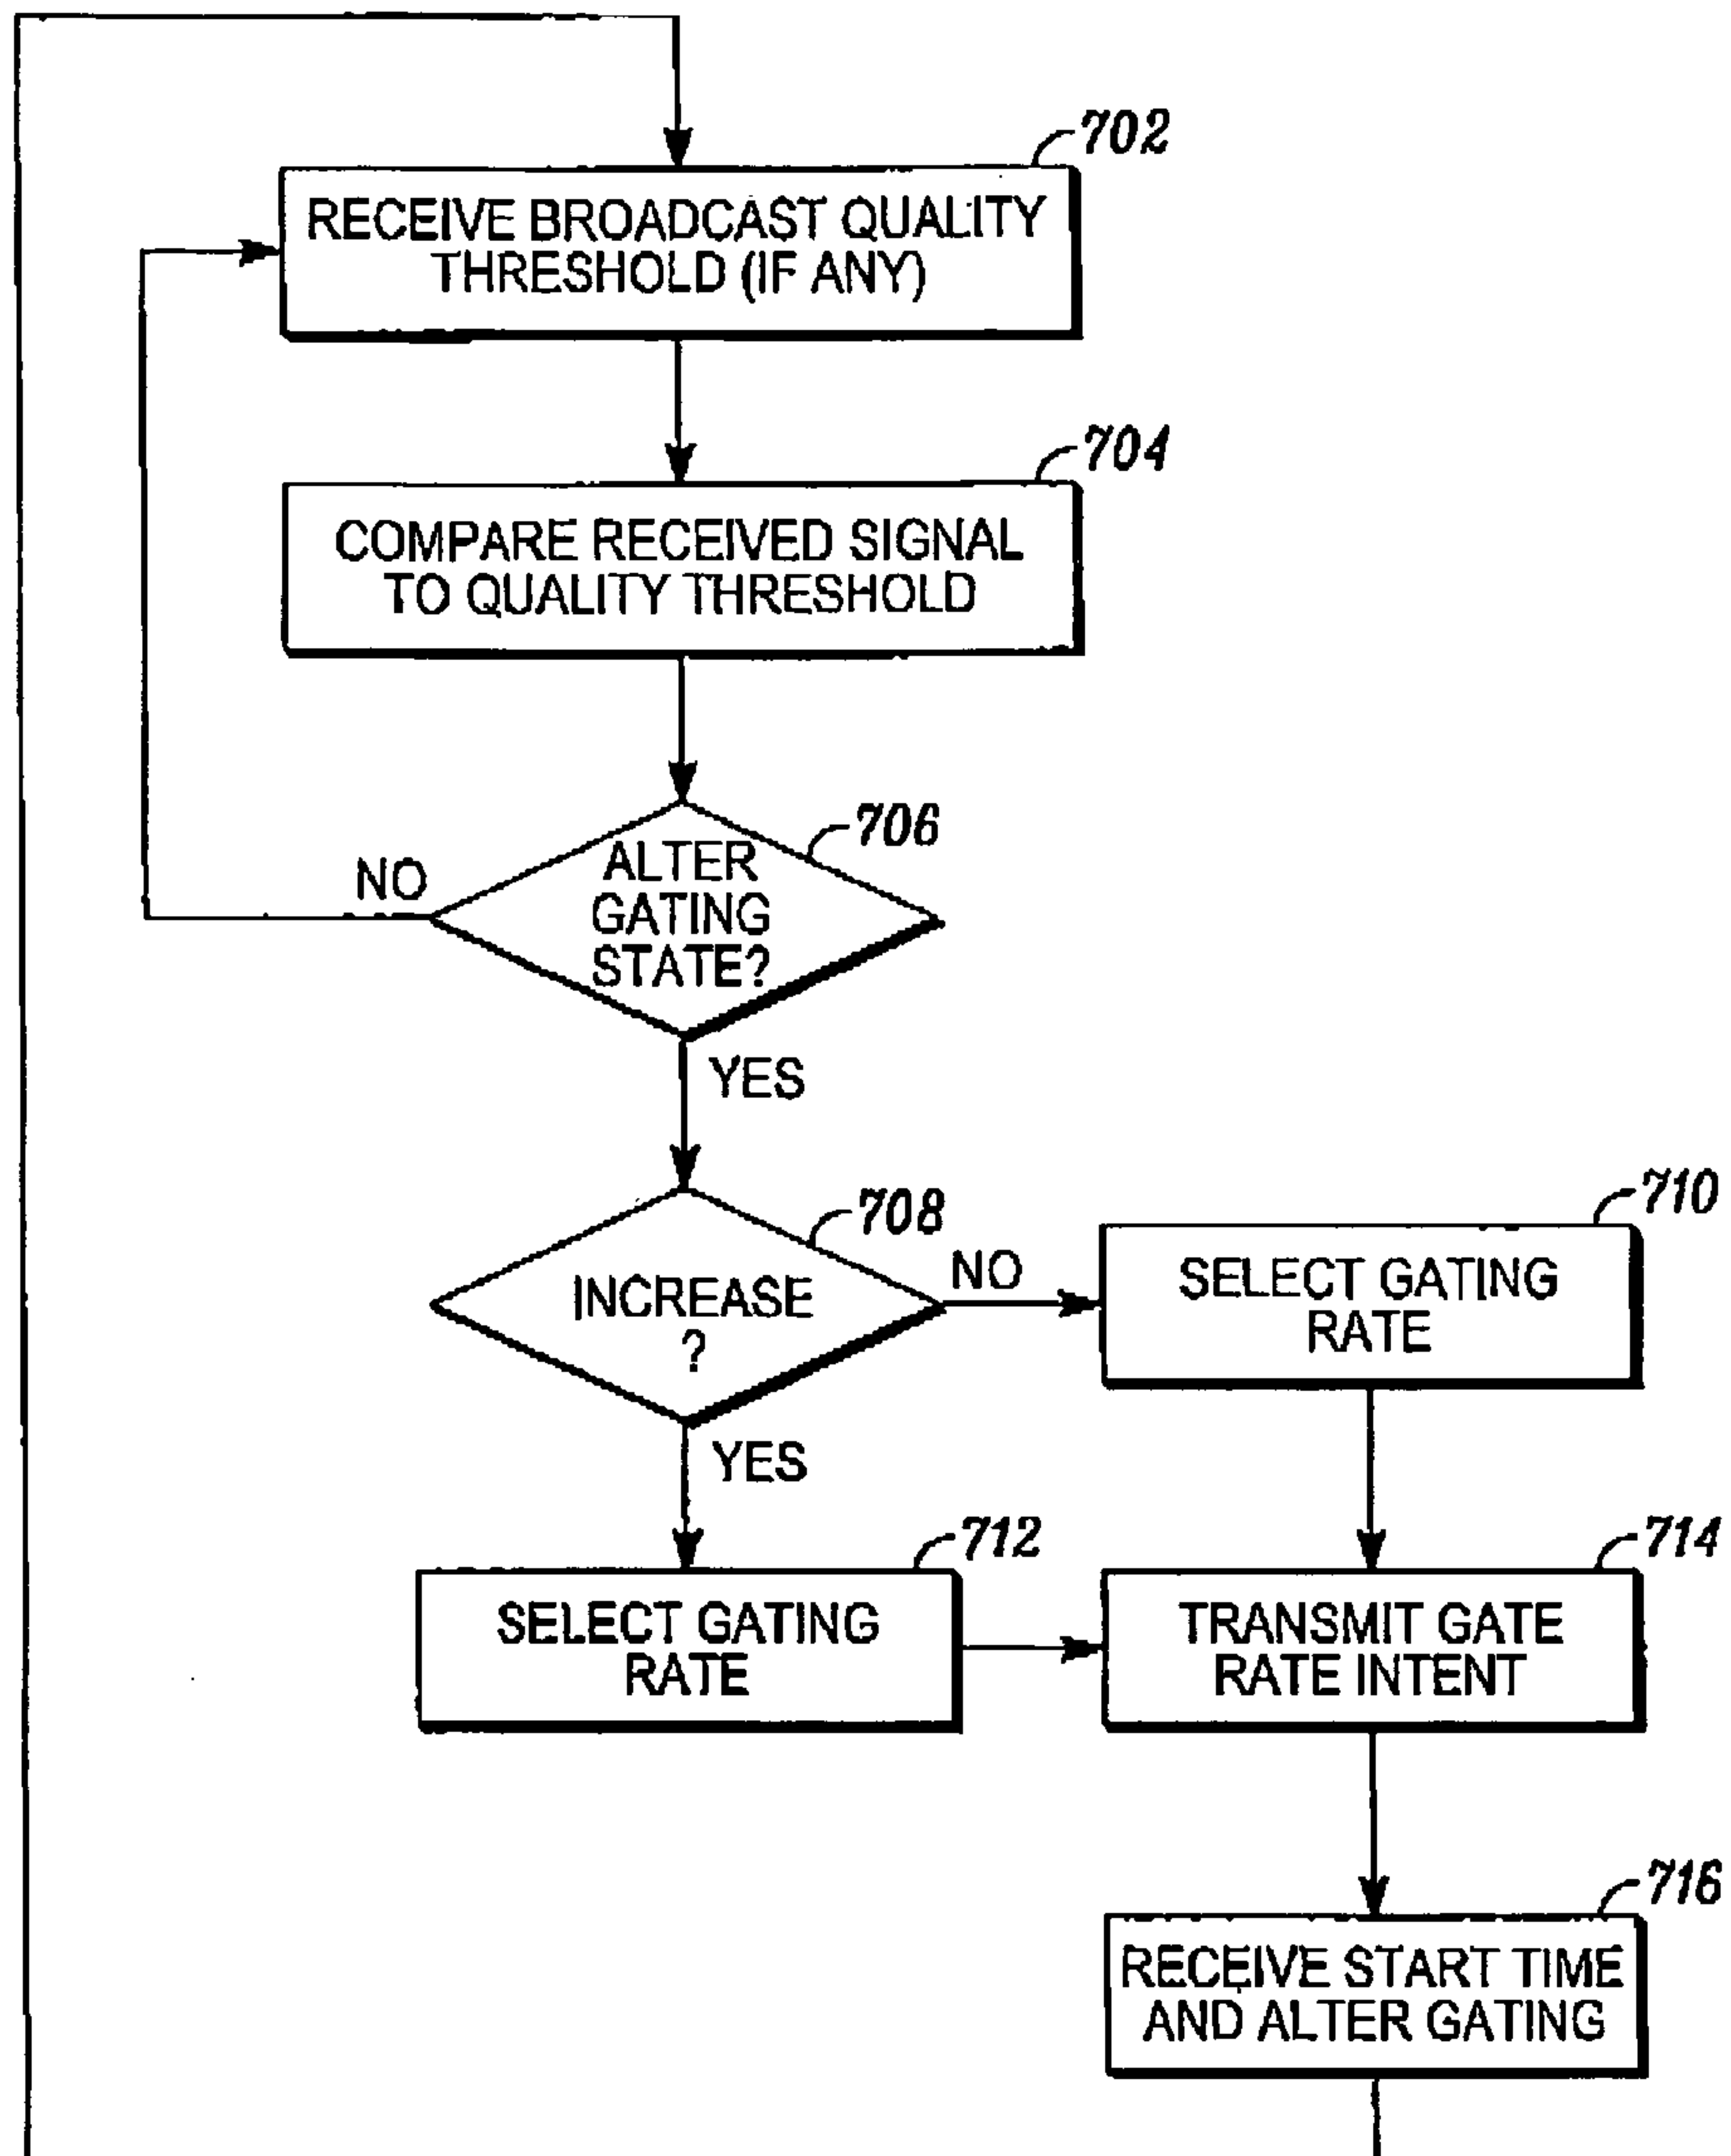 702
RECEIVE BROADCAST QUALITY
THRESHOLD (IF ANY)
704
COMPARE RECEIVED SIGNAL
TO QUALITY THRESHOLD
706
ALTER
GATING
STATE?
NO
YES
708
INCREASE
?
NO
YES
710
SELECT GATING
RATE
712
SELECT GATING
RATE
714
TRANSMIT GATE
RATE INTENT
716
RECEIVE START TIME
AND ALTER GATING